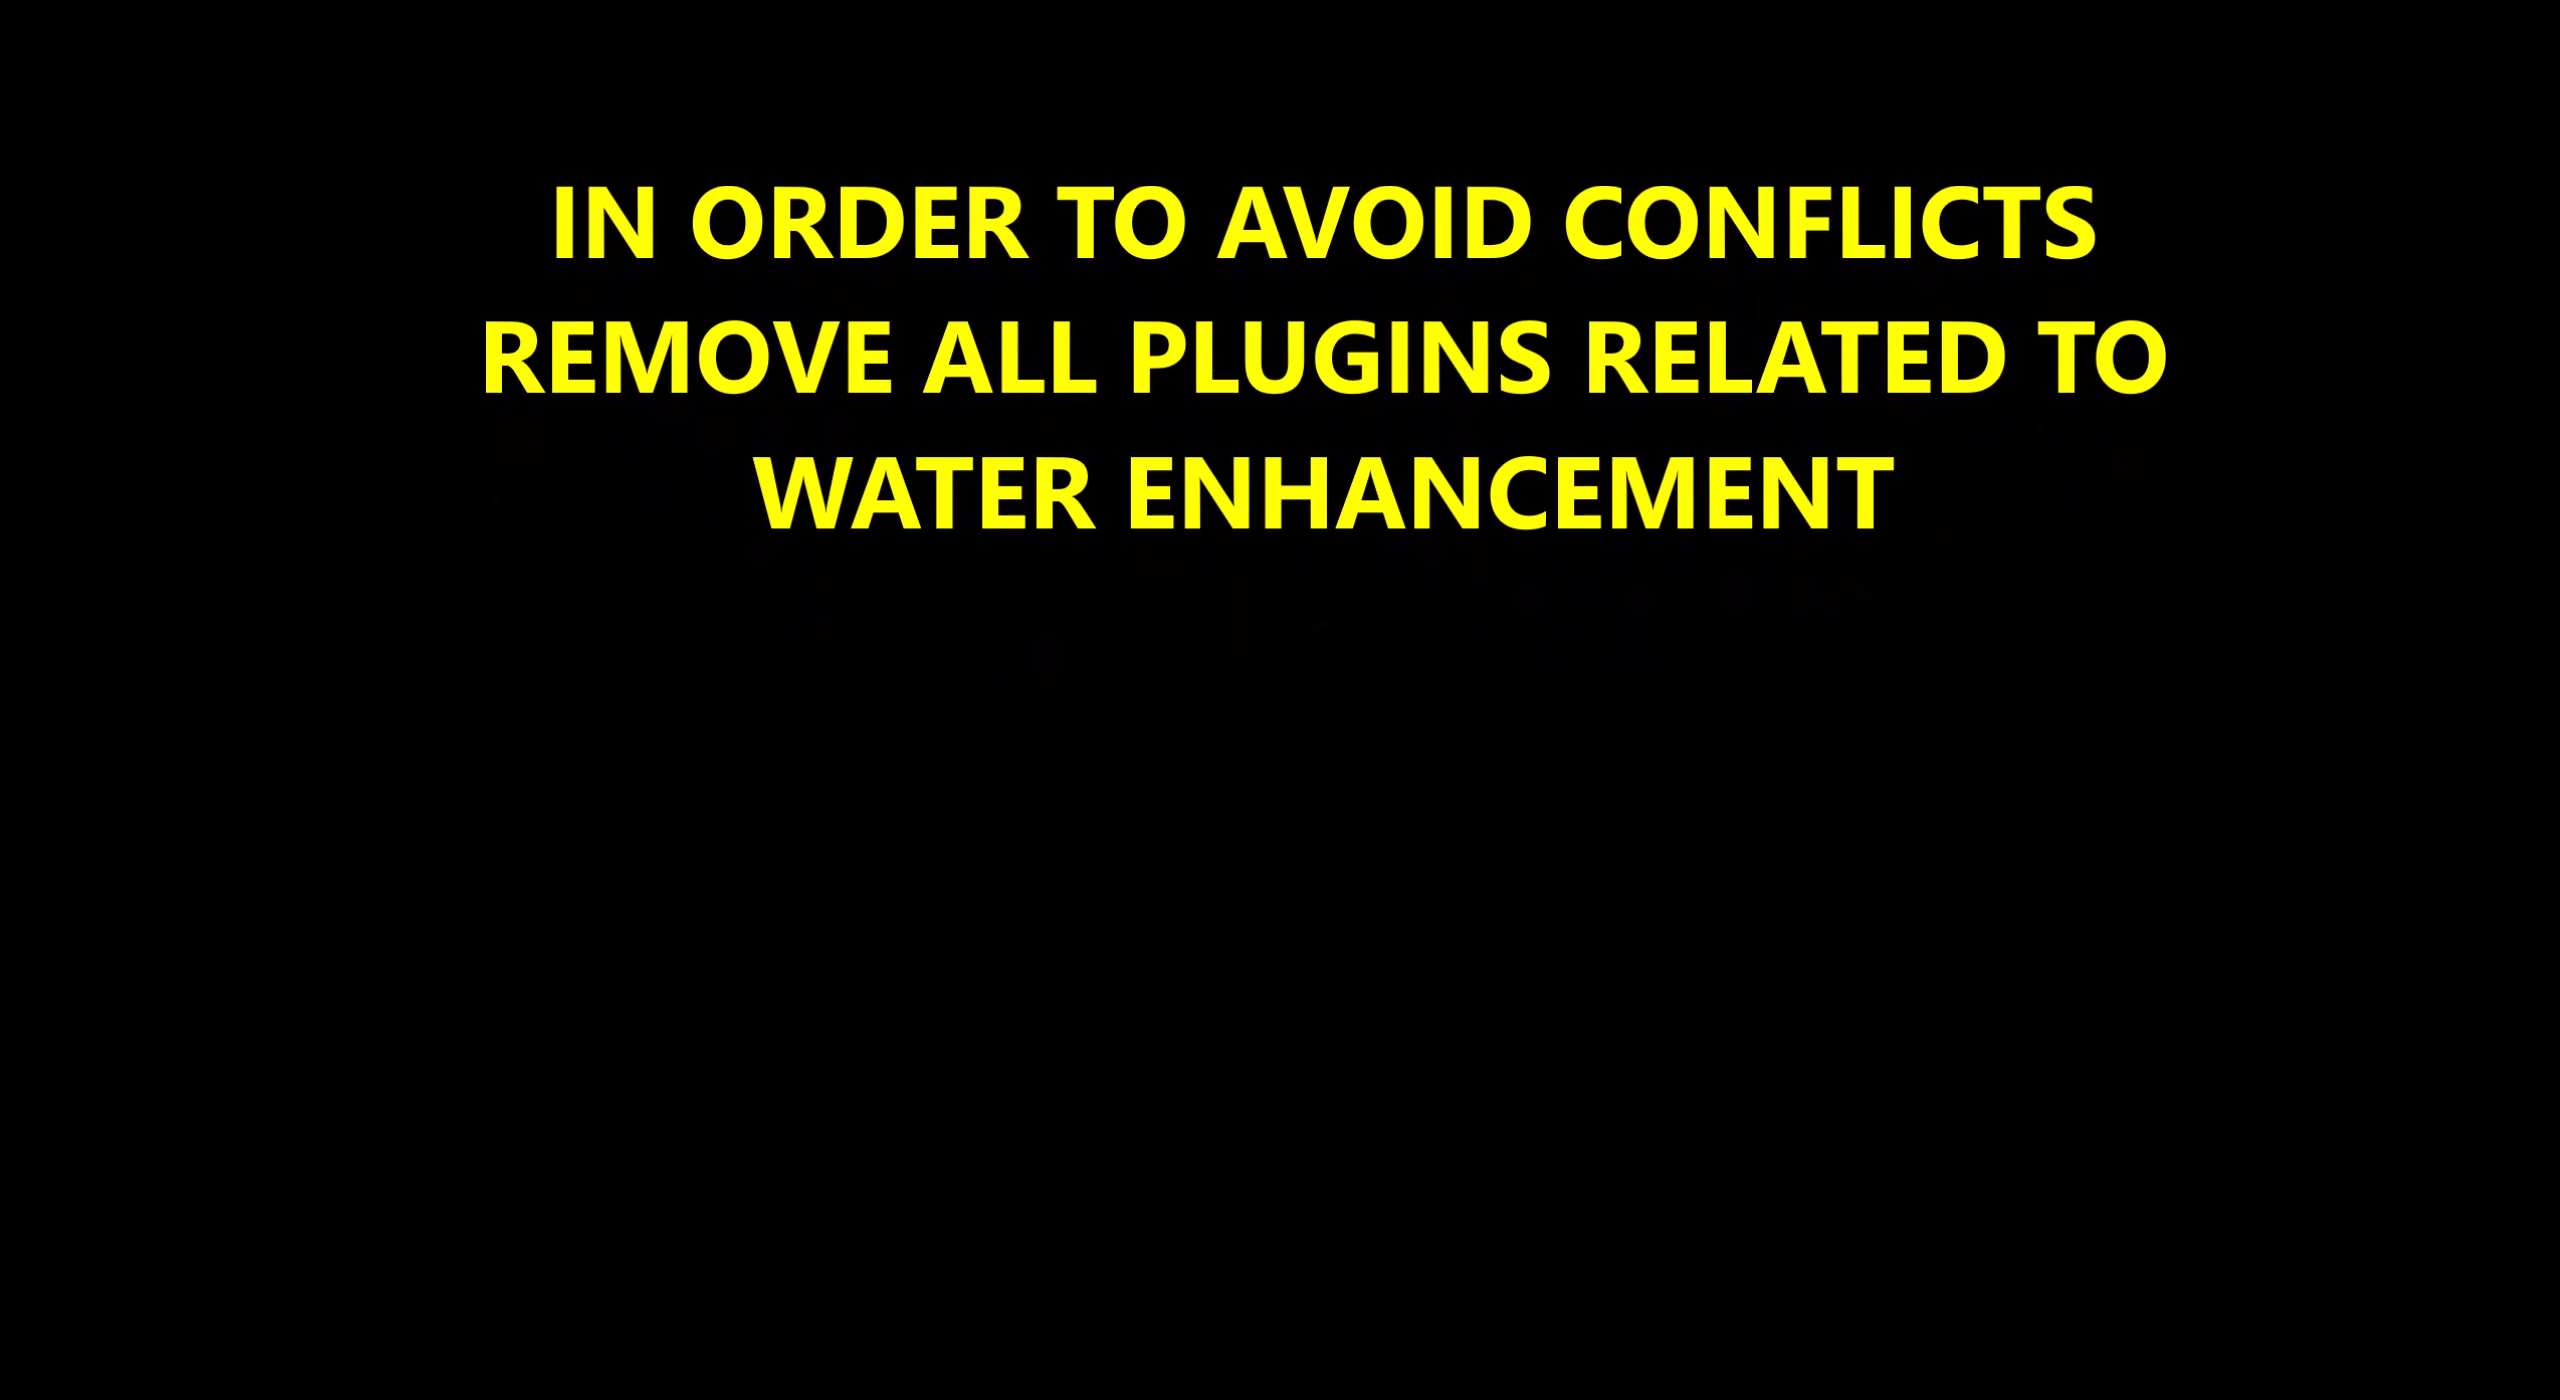 IN ORDER TO AVOID CONFLICTS
REMOVE ALL PLUGINS RELATED TO
WATER ENHANCEMENT